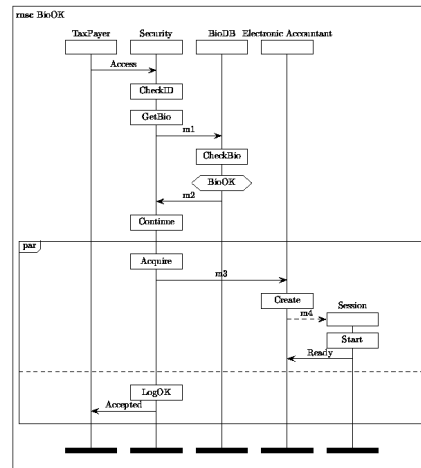 rmsc BioOK
TaxPayer Security BioDB Electronic Accountant
Access
CheckID
GetBio
m1
CheckBio
BioOK
m2
Continue
par
Acquire
m3
Create
Session
m4
Start
Ready
LogOK
Accepted